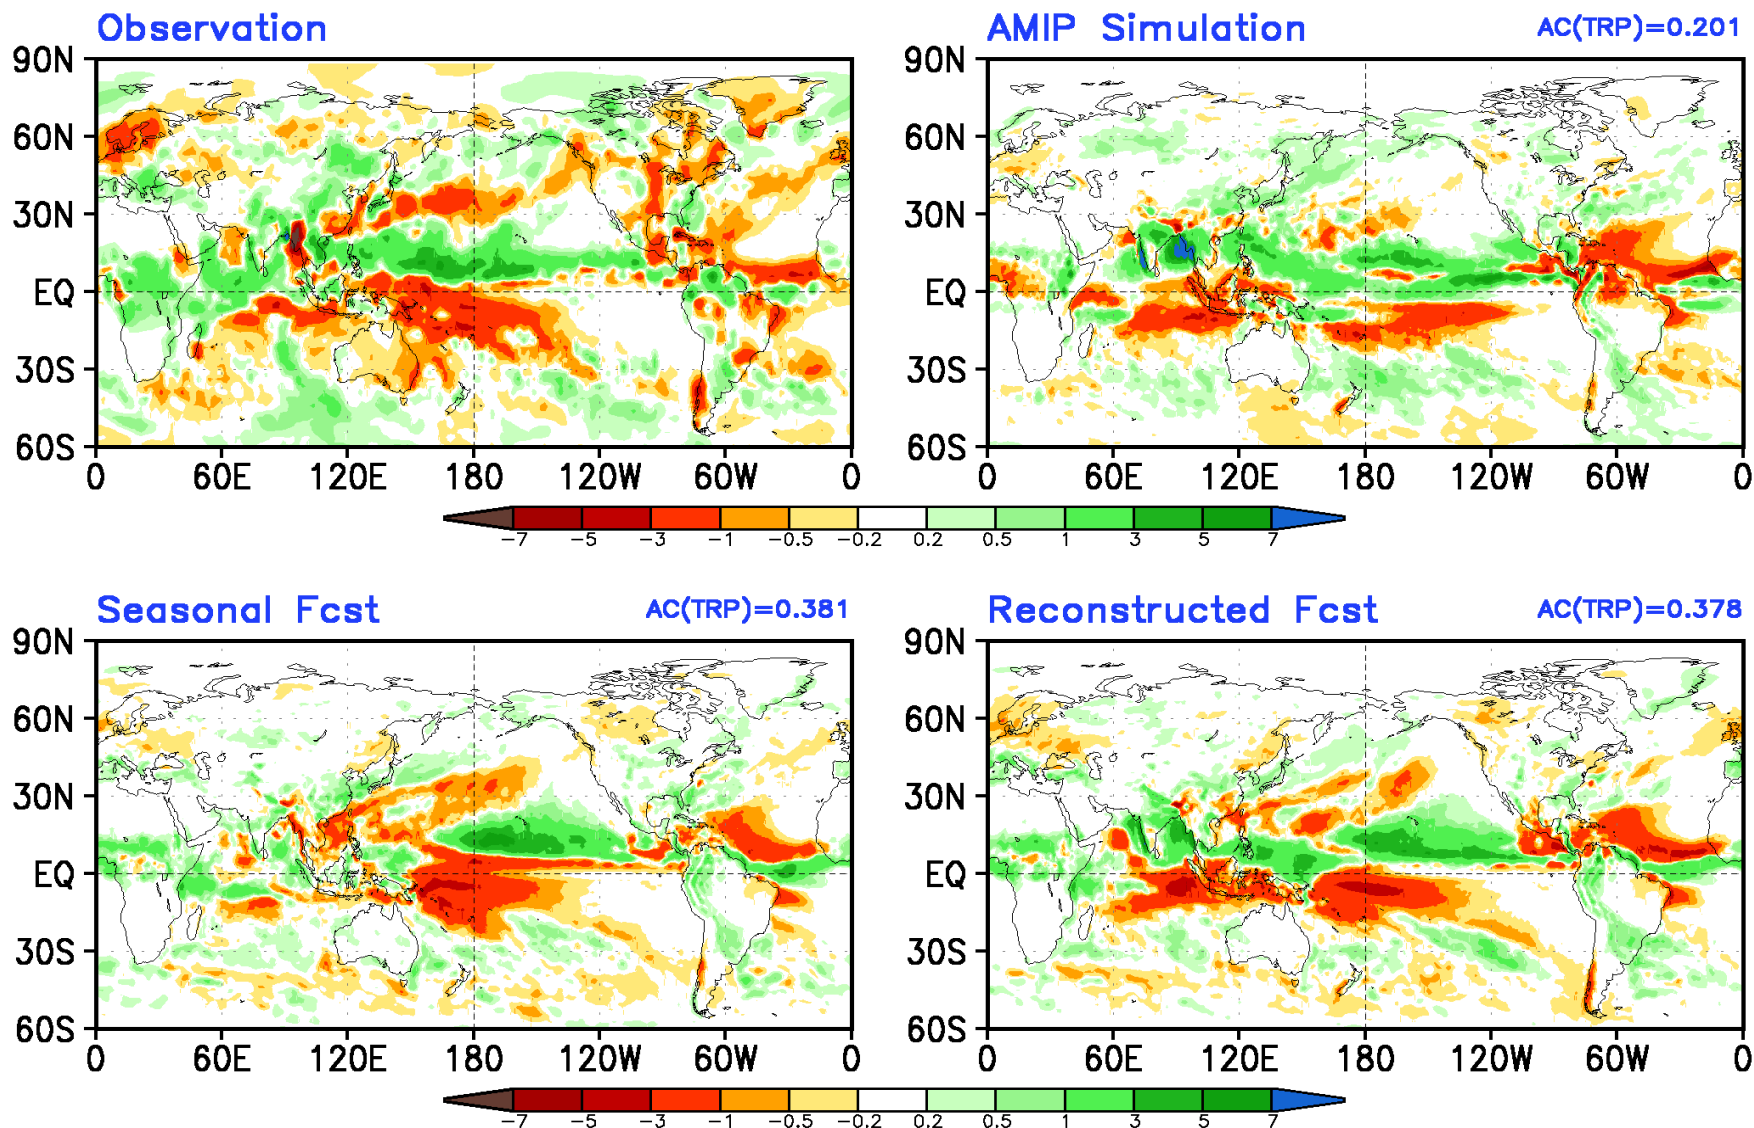 Observation
AMIP Simulation AC(TRP)=0.201
90N 90N
60N 60N
30N 30N
EQ EQ
30S 30S
60S 60S
0 60E 120E 180 120W 60W 0 0 60E 120E 180 120W 60W 0
-7 -5 -3 -1 -0.5 -0.2 0.2 0.5 1 3 5 7
Seasonal Fcst AC(TRP)=0.381
Reconstructed Fcst AC(TRP)=0.378
90N 90N
60N 60N
30N 30N
EQ EQ
30S 30S
60S 60S
0 60E 120E 180 120W 60W 0 0 60E 120E 180 120W 60W 0
-7 -5 -3 -1 -0.5 -0.2 0.2 0.5 1 3 5 7